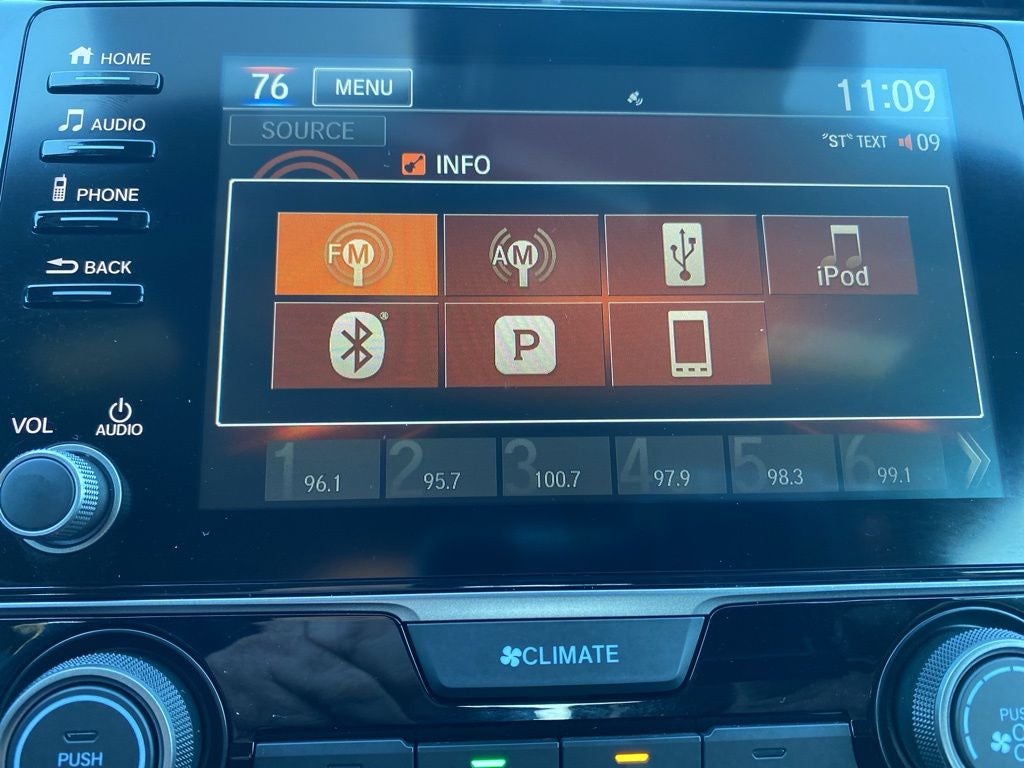 HOME
AUDIO
PHONE
BACK
VOL
AUDIO
76 MENU 11:09
SOURCE "ST" TEXT 09
INFO
FM AM iPod
® P
1 96.1 2 95.7 3 100.7 4 97.9 5 98.3 6 99.1
CLIMATE
PUSH